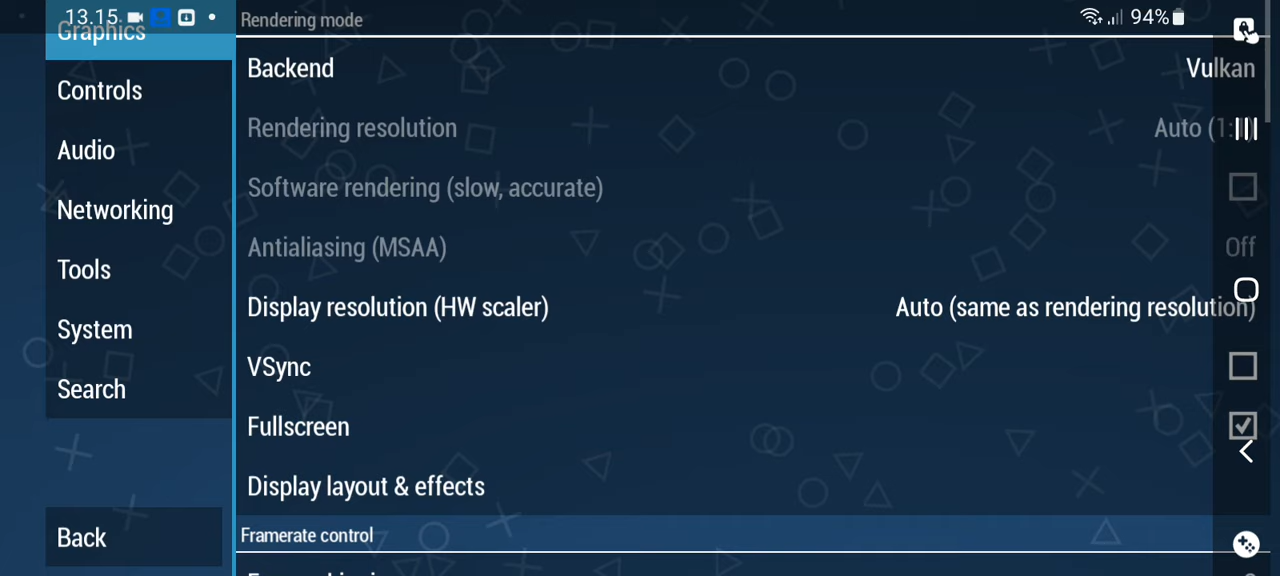 13.15
94%
Graphics
Controls
Audio
Networking
Tools
System
Search
Back
Rendering mode
Backend Vulkan
Rendering resolution Auto (1:
Software rendering (slow, accurate)
Antialiasing (MSAA) Off
Display resolution (HW scaler) Auto (same as rendering resolution)
VSync
Fullscreen
Display layout & effects
Framerate control